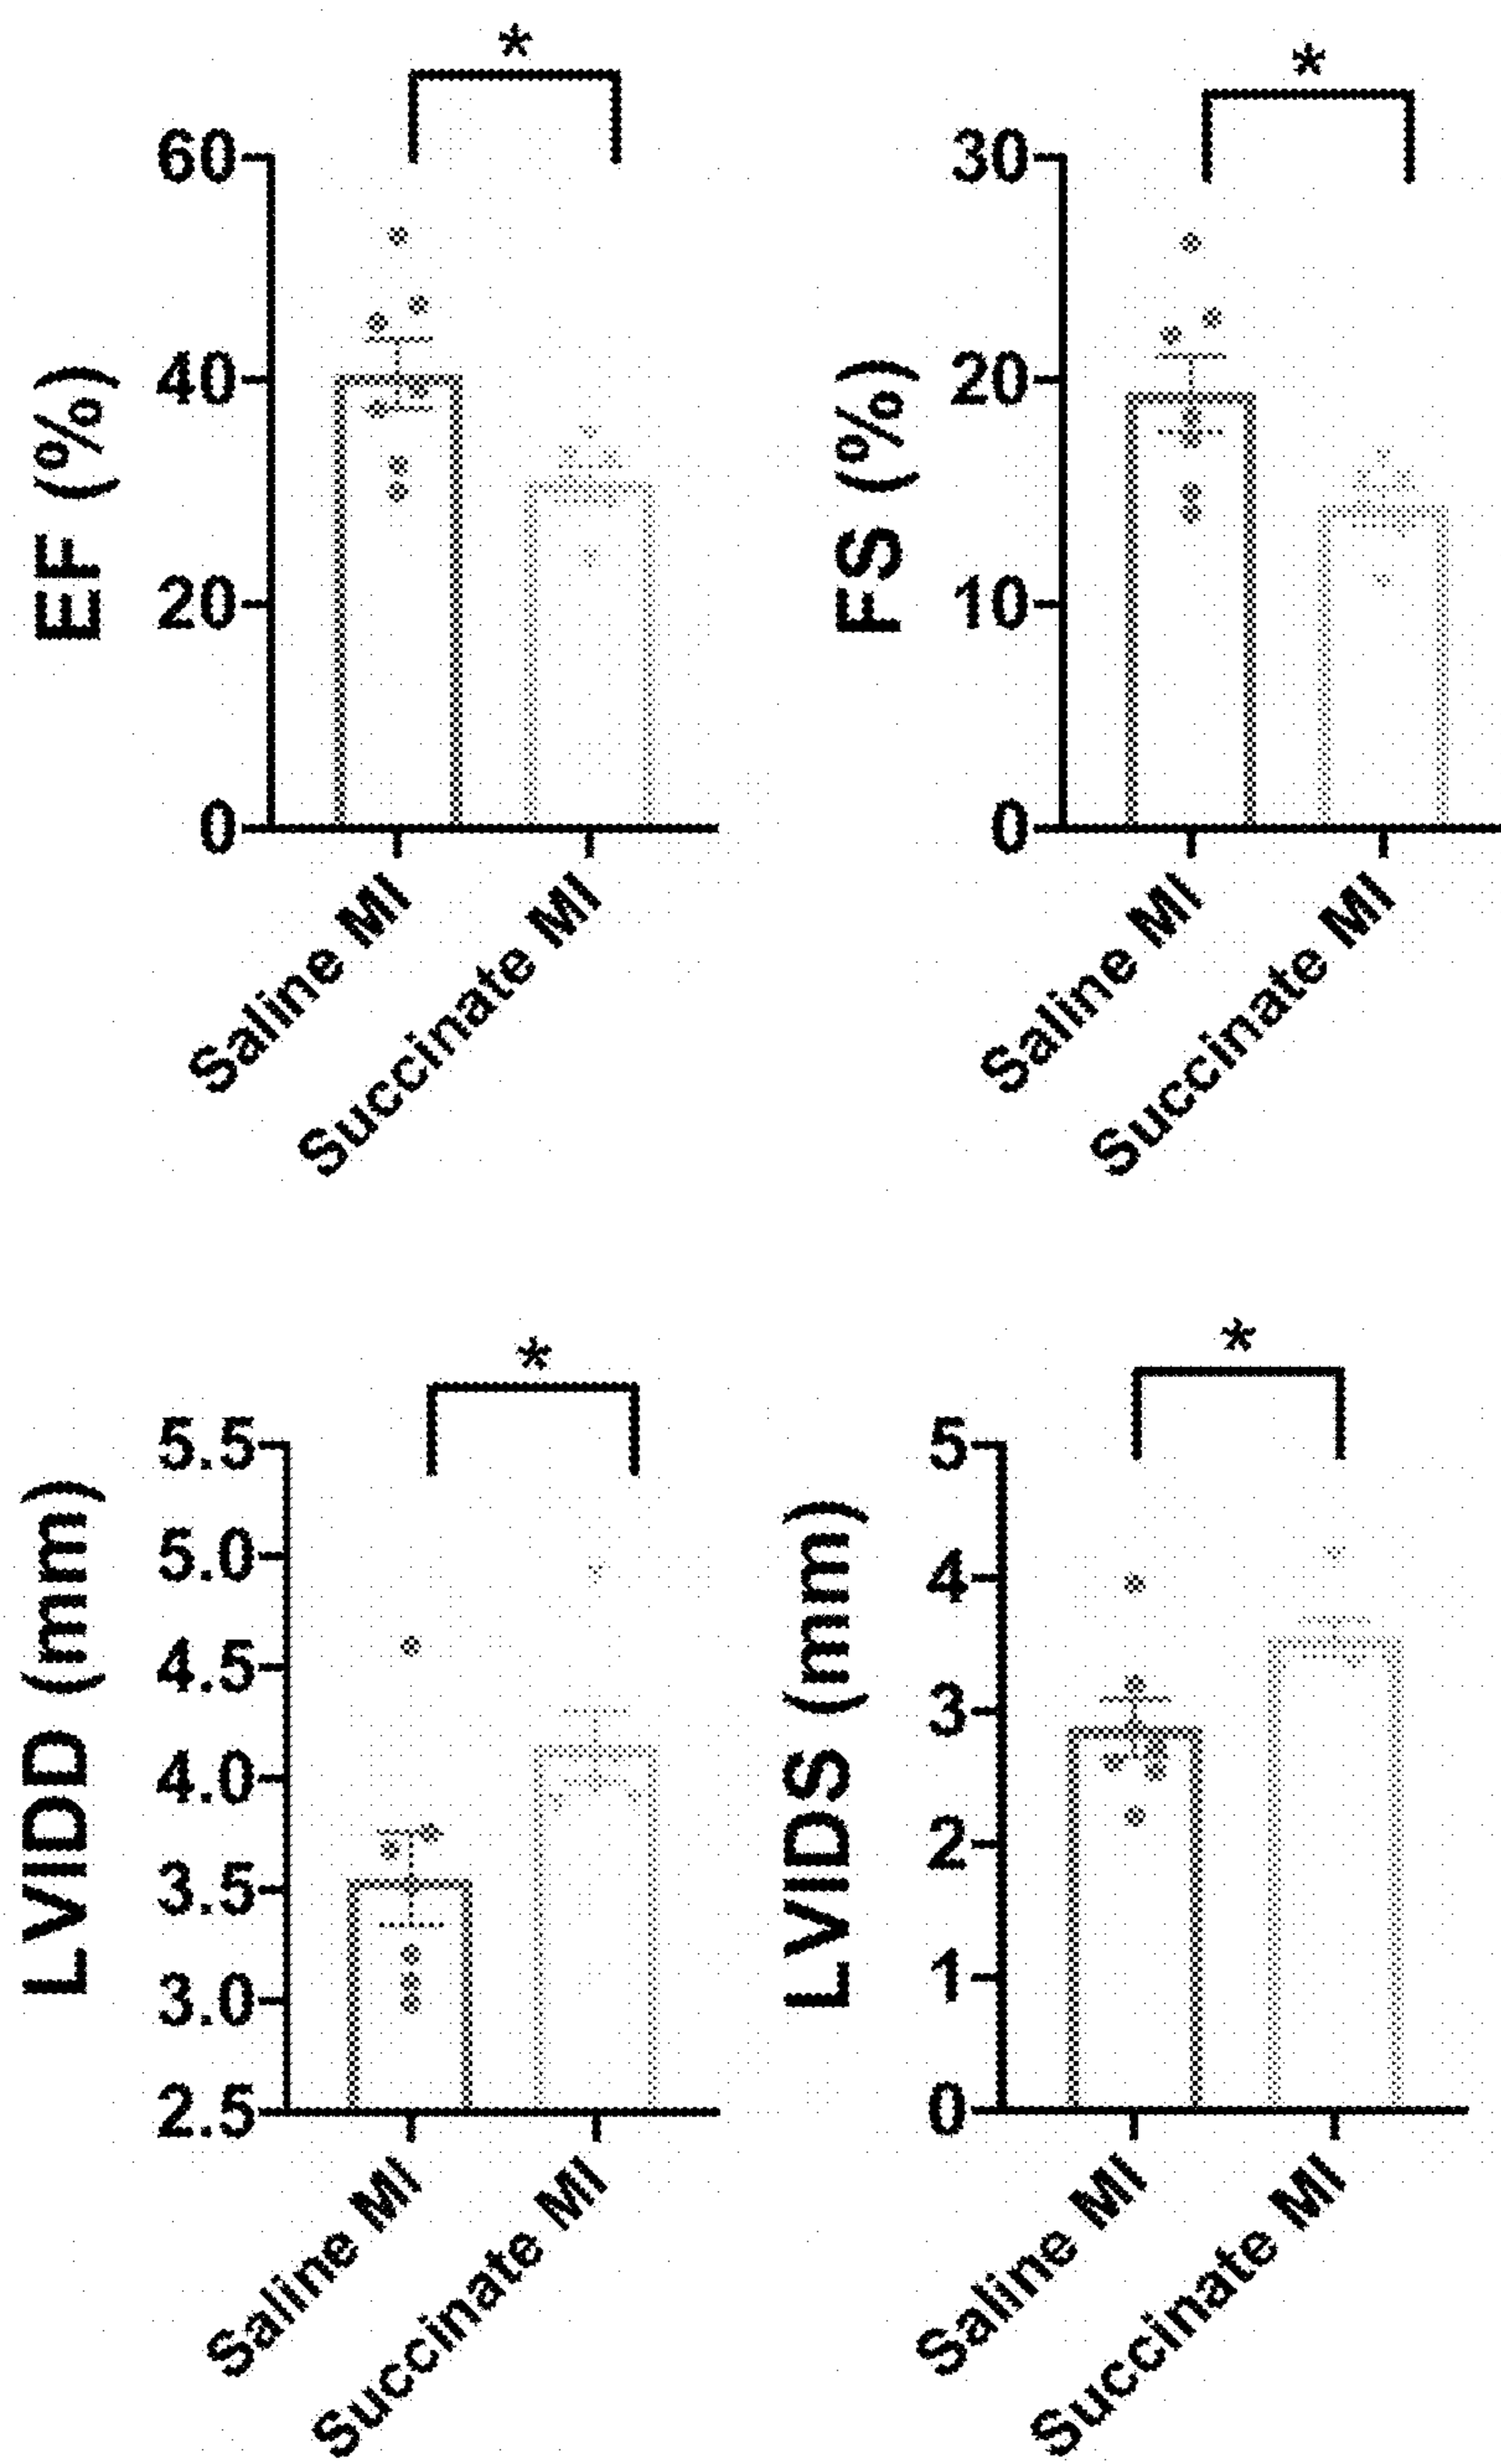 *
60
40
20
0
EF (%)
Saline MI
Succinate MI
*
30
20
10
0
FS (%)
Saline MI
Succinate MI
*
5.5
5.0
4.5
4.0
3.5
3.0
2.5
LVIDD (mm)
Saline MI
Succinate MI
*
5
4
3
2
1
0
LVIDS (mm)
Saline MI
Succinate MI